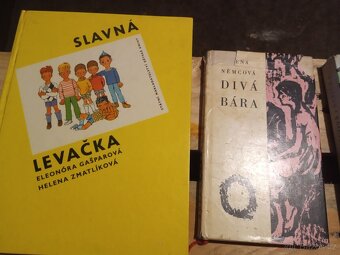 SLAVNÁ
LEVAČKA
ELEONÓRA GAŠPAROVÁ
HELENA ZMATLÍKOVÁ
NĚMCOVÁ
DIVÁ
BÁRA